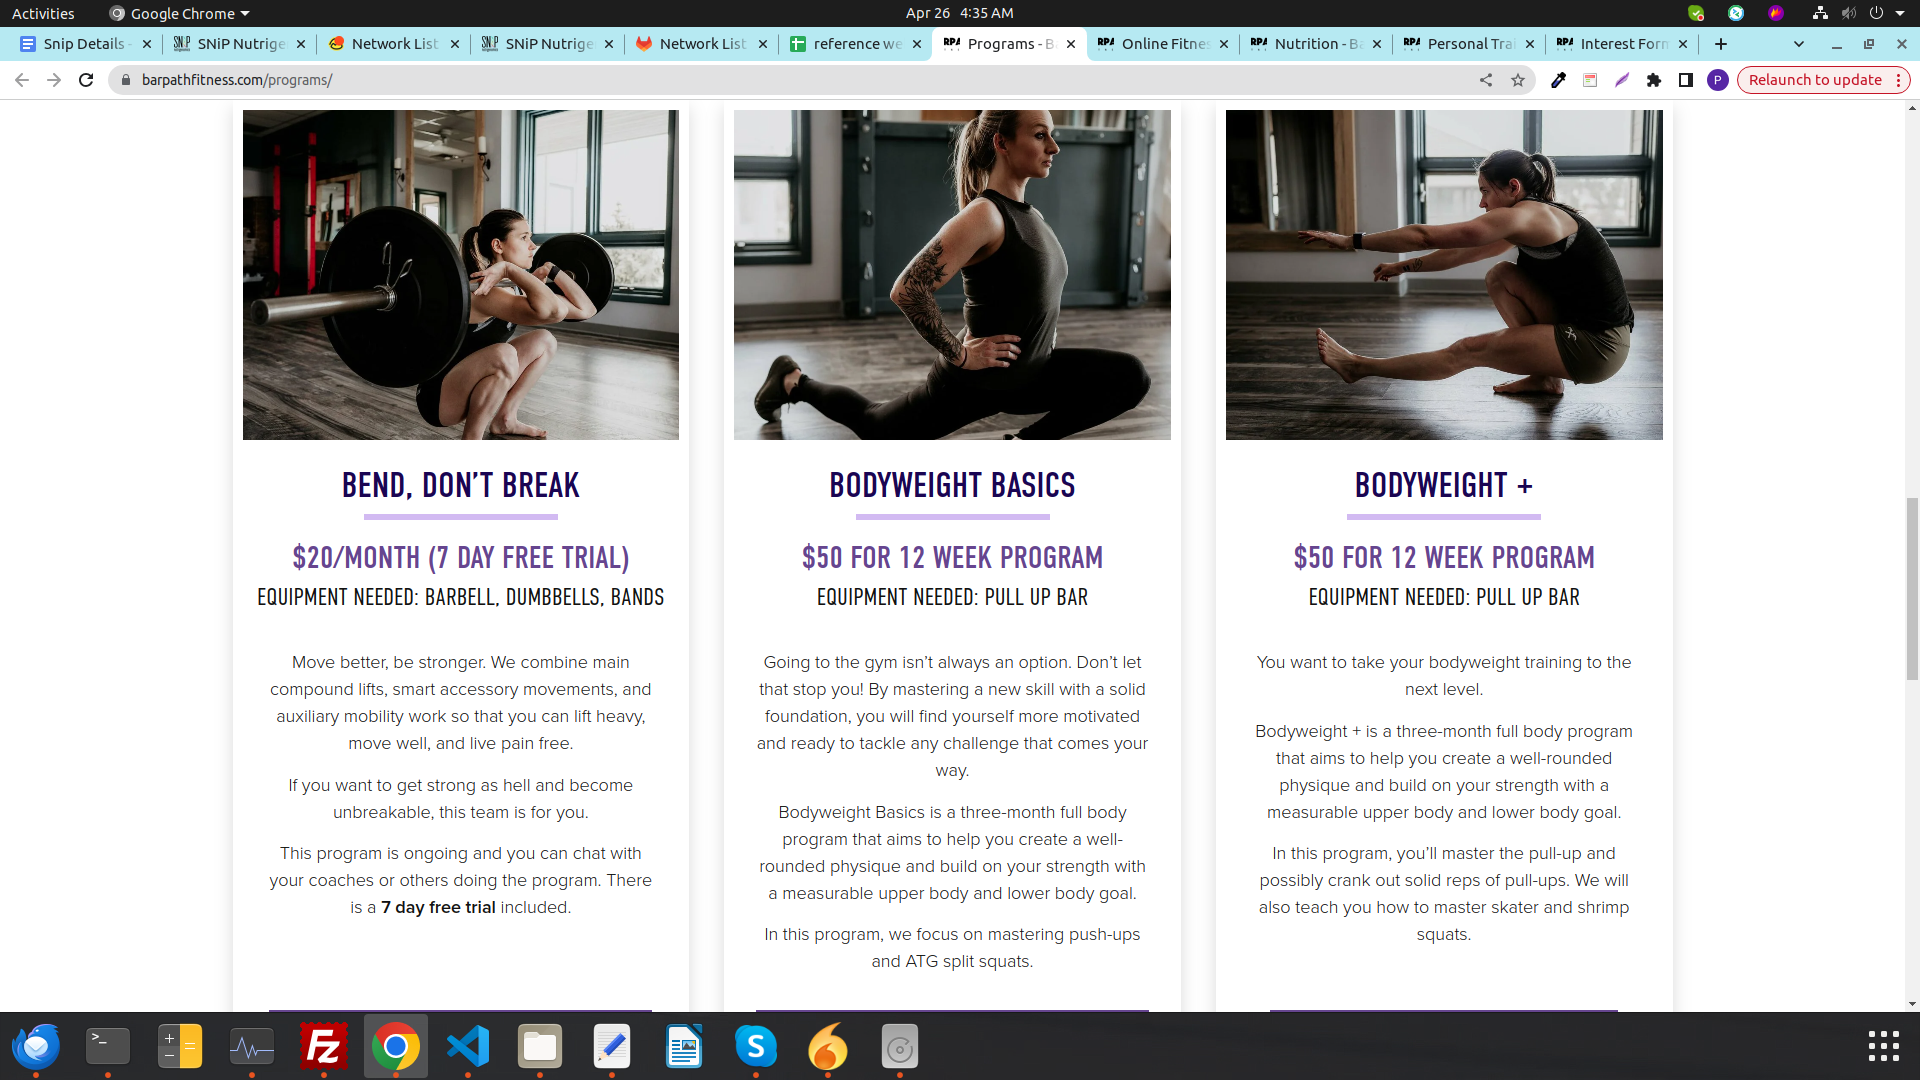 Activities
Google Chrome
Apr 26 4:35 AM
Snip Details -
SNiP Nutrige
Network List
SNiP Nutrige
Network List
reference we
Programs - B
Online Fitnes
Nutrition - Ba
Personal Trai
Interest Form
barpathfitness.com/programs/
P
Relaunch to update
BEND, DON'T BREAK
$20/MONTH (7 DAY FREE TRIAL)
EQUIPMENT NEEDED: BARBELL, DUMBBELLS, BANDS
Move better, be stronger. We combine main
compound lifts, smart accessory movements, and
auxiliary mobility work so that you can lift heavy,
move well, and live pain free.
If you want to get strong as hell and become
unbreakable, this team is for you.
This program is ongoing and you can chat with
your coaches or others doing the program. There
is a 7 day free trial included.
BODYWEIGHT BASICS
$50 FOR 12 WEEK PROGRAM
EQUIPMENT NEEDED: PULL UP BAR
Going to the gym isn't always an option. Don't let
that stop you! By mastering a new skill with a solid
foundation, you will find yourself more motivated
and ready to tackle any challenge that comes your
way.
Bodyweight Basics is a three-month full body
program that aims to help you create a well-
rounded physique and build on your strength with
a measurable upper body and lower body goal.
In this program, we focus on mastering push-ups
and ATG split squats.
BODYWEIGHT +
$50 FOR 12 WEEK PROGRAM
EQUIPMENT NEEDED: PULL UP BAR
You want to take your bodyweight training to the
next level.
Bodyweight + is a three-month full body program
that aims to help you create a well-rounded
physique and build on your strength with a
measurable upper body and lower body goal.
In this program, you'll master the pull-up and
possibly crank out solid reps of pull-ups. We will
also teach you how to master skater and shrimp
squats.